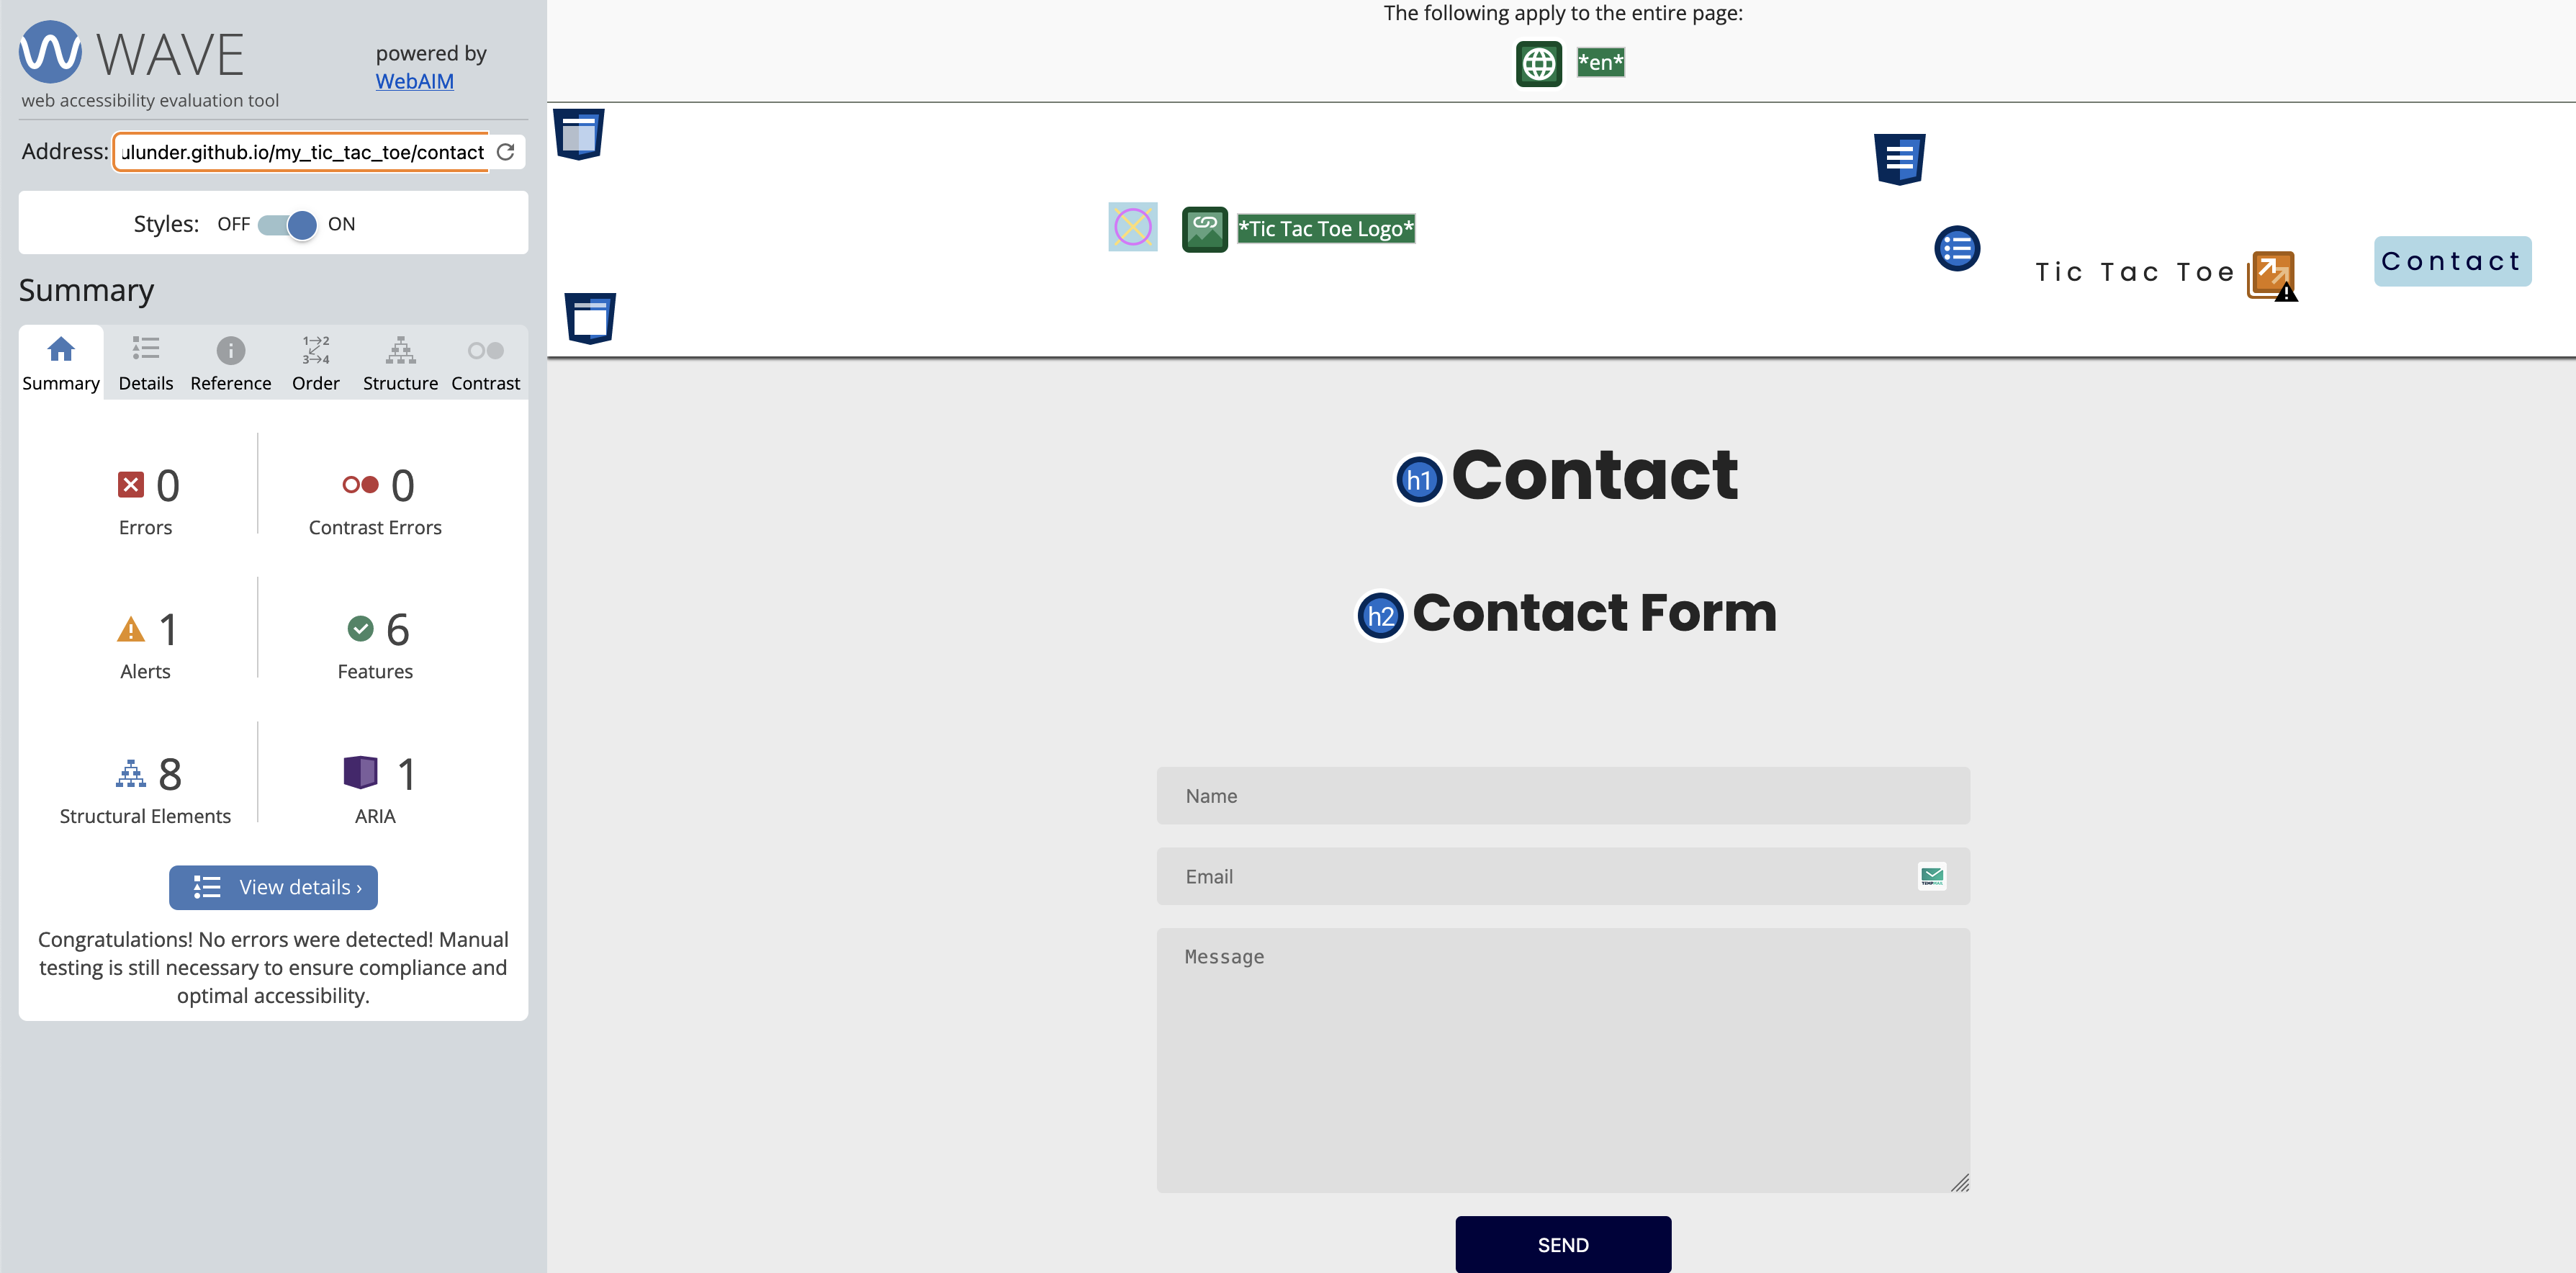 WAVE
powered by
WebAIM
web accessibility evaluation tool
Address: ulunder.github.io/my_tic_tac_toe/contact
Styles: OFF ON
Summary
1→2
3→4
Summary Details Reference Order Structure Contrast
0 0
Errors Contrast Errors
1 6
Alerts Features
8 1
Structural Elements ARIA
View details ›
Congratulations! No errors were detected! Manual
testing is still necessary to ensure compliance and
optimal accessibility.
The following apply to the entire page:
*en*
*Tic Tac Toe Logo*
Tic Tac Toe
Contact
h1 Contact
h2 Contact Form
Name
Email
Message
SEND